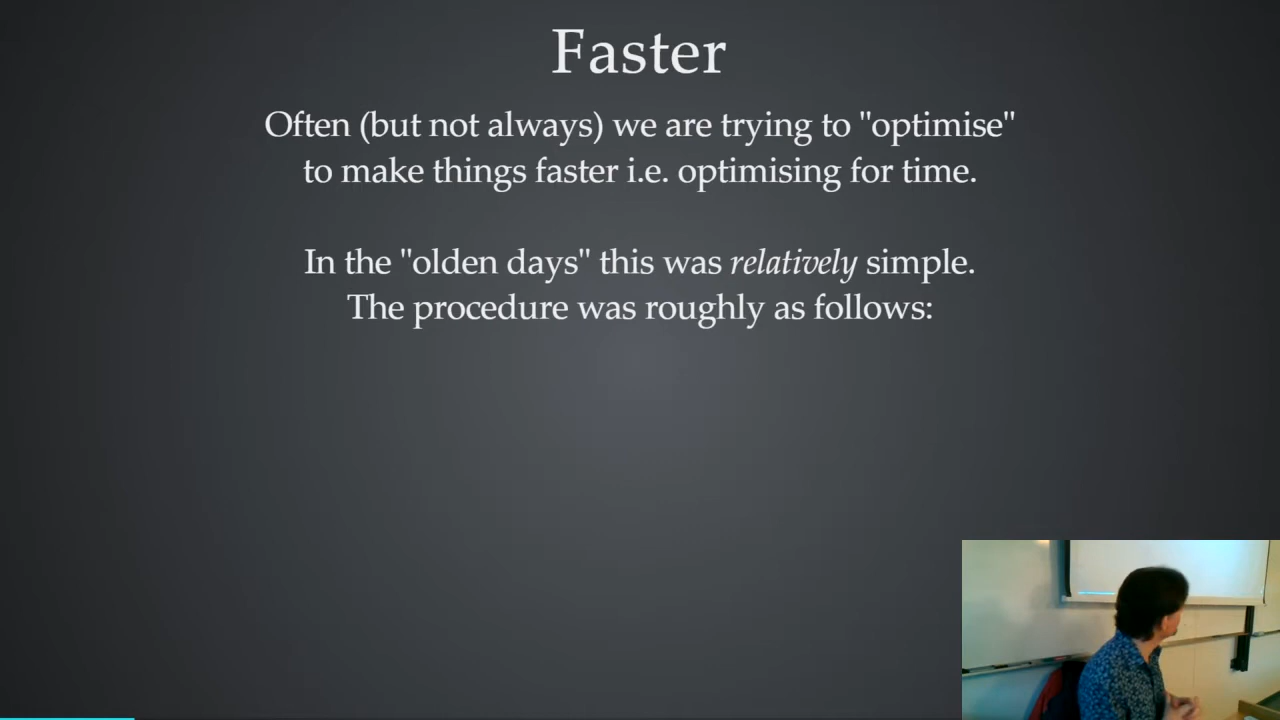 Faster
Often (but not always) we are trying to "optimise"
to make things faster i.e. optimising for time.
In the "olden days" this was relatively simple.
The procedure was roughly as follows: